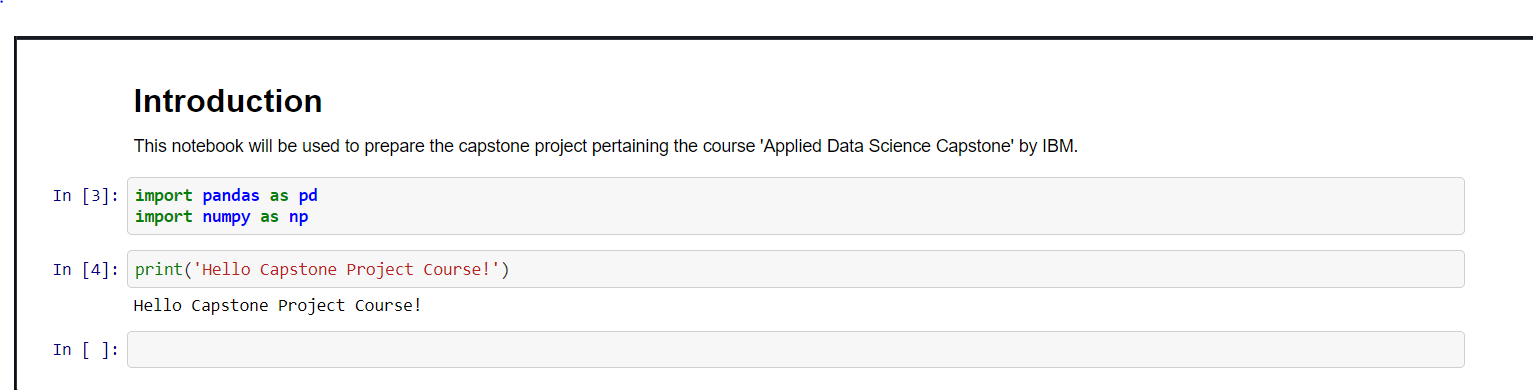 Introduction
This notebook will be used to prepare the capstone project pertaining the course 'Applied Data Science Capstone' by IBM.
In [3]: import pandas as pd
import numpy as np
In [4]: print('Hello Capstone Project Course!')
Hello Capstone Project Course!
In [ ]: